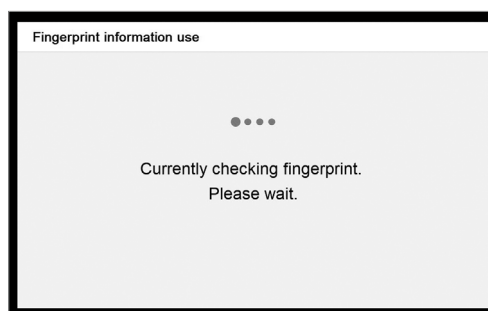 Fingerprint information use
Currently checking fingerprint.
Please wait.